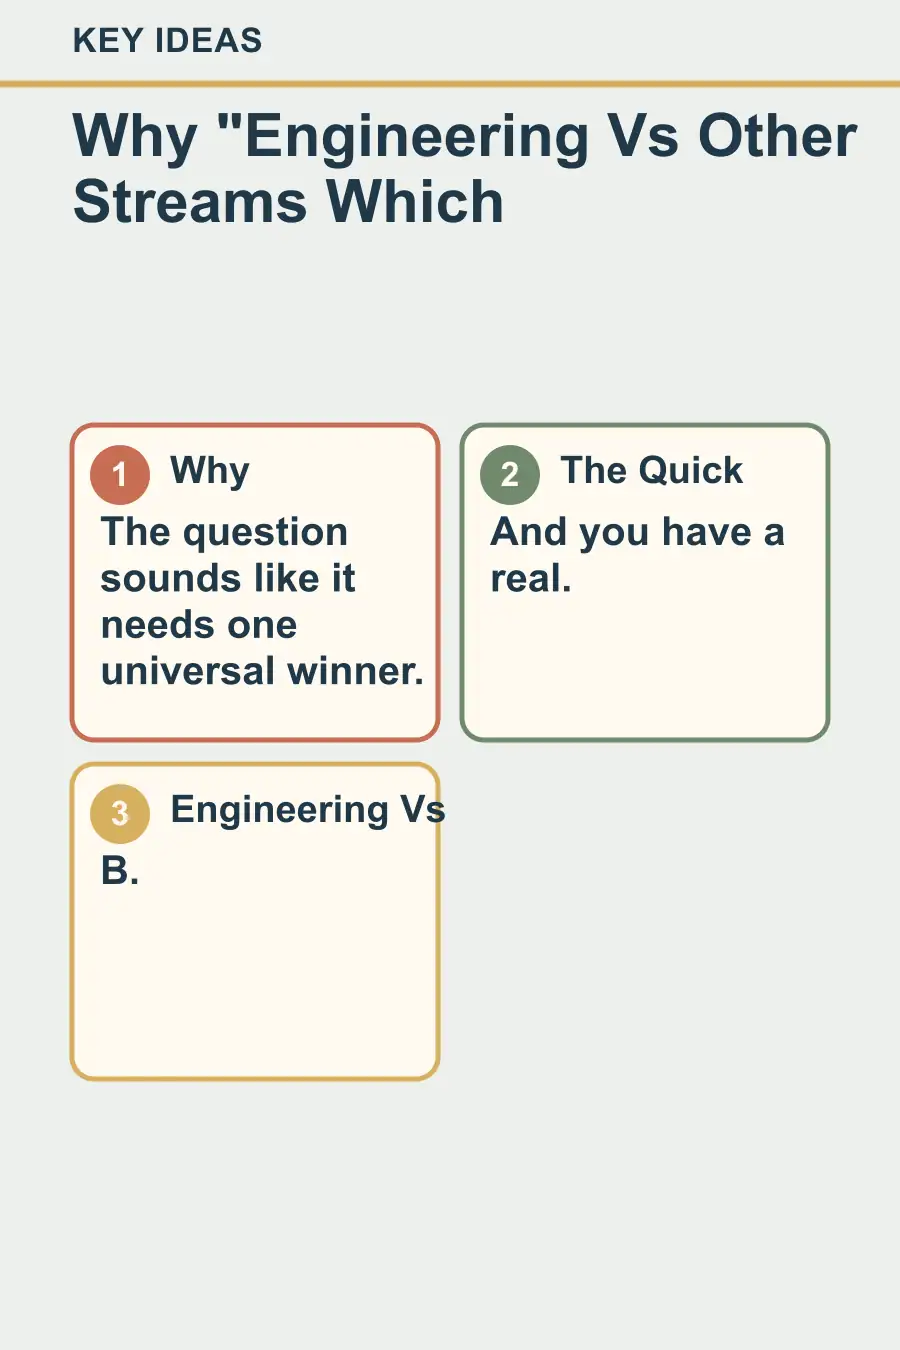 KEY IDEAS
Why "Engineering Vs Other
Streams Which
1 Why
The question
sounds like it
needs one
universal winner.
2 The Quick
And you have a
real.
3 Engineering Vs
B.